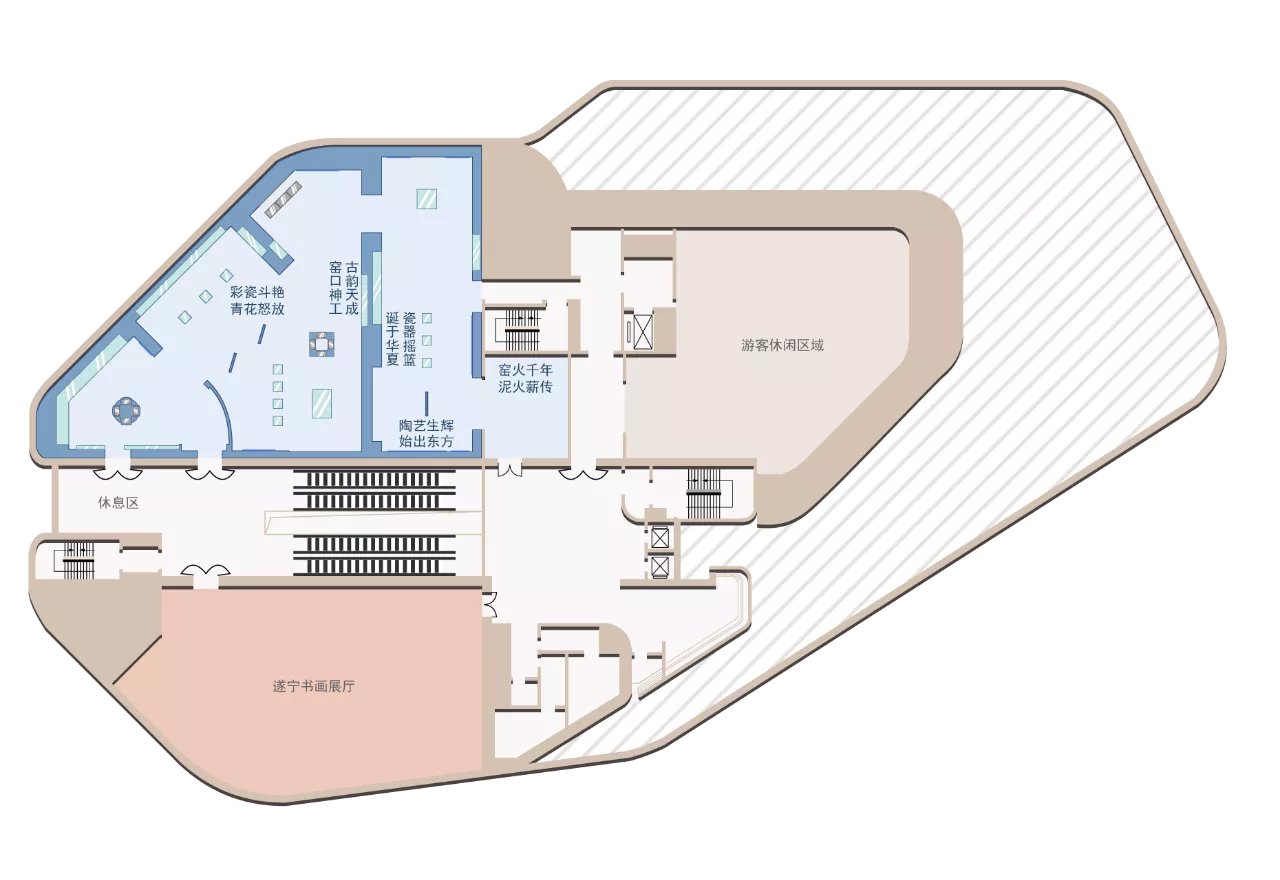 彩瓷斗艳
青花怒放
古韵天成
窑口神工
瓷器摇篮
诞于华夏
窑火千年
泥火薪传
陶艺生辉
始出东方
游客休闲区域
休息区
遂宁书画展厅